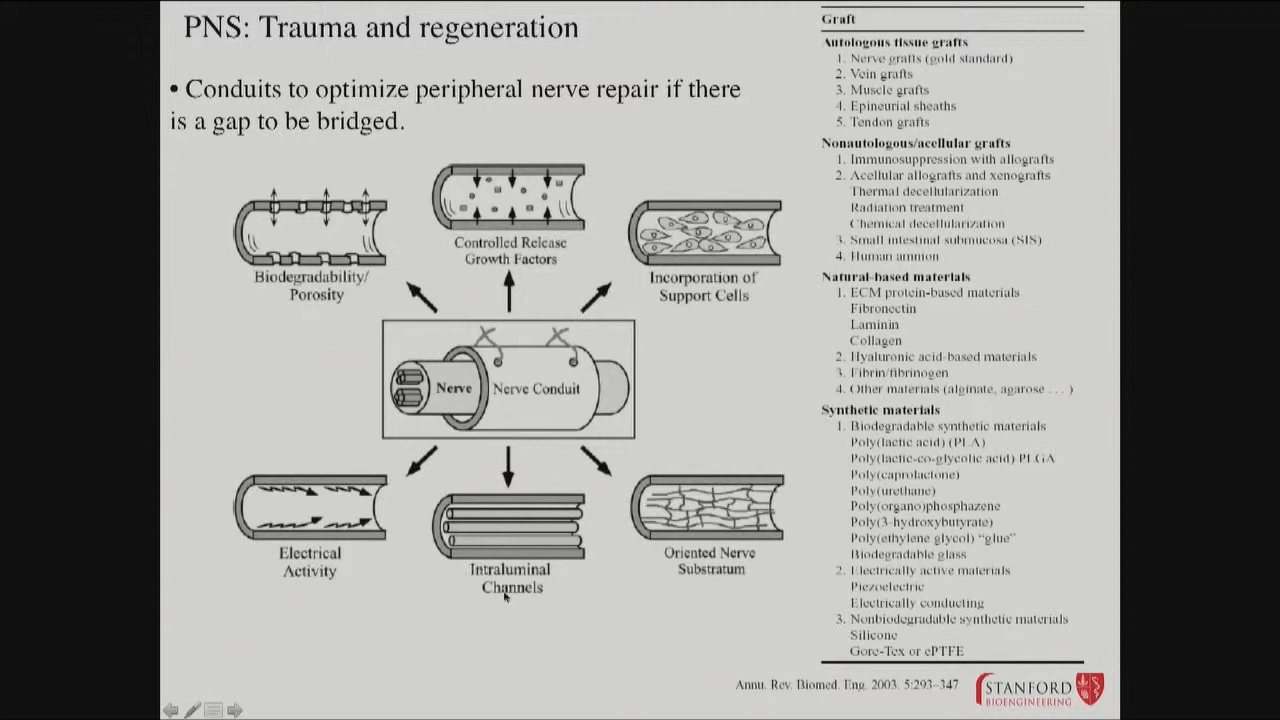 PNS: Trauma and regeneration
• Conduits to optimize peripheral nerve repair if there
is a gap to be bridged.
Biodegradability/
Porosity
Controlled Release
Growth Factors
Incorporation of
Support Cells
Nerve
Nerve Conduit
Electrical
Activity
Intraluminal
Channels
Oriented Nerve
Substratum
Graft
Autologous tissue grafts
1. Nerve grafts (gold standard)
2. Vein grafts
3. Muscle grafts
4. Epineurial sheaths
5. Tendon grafts
Nonautologous/acellular grafts
1. Immunosuppression with allografts
2. Acellular allografts and xenografts
Thermal decellularization
Radiation treatment
Chemical decellularization
3. Small intestinal submucosa (SIS)
4. Human amnion
Natural-based materials
1. ECM protein-based materials
Fibronectin
Laminin
Collagen
2. Hyaluronic acid-based materials
3. Fibrin/fibrinogen
4. Other materials (alginate, agarose . . . )
Synthetic materials
1. Biodegradable synthetic materials
Poly(lactic acid) (PLA)
Poly(lactic-co-glycolic acid) PLGA
Poly(caprolactone)
Poly(urethane)
Poly(organo)phosphazene
Poly(3-hydroxybutyrate)
Poly(ethylene glycol) “glue”
Biodegradable glass
2. Electrically active materials
Piezoelectric
Electrically conducting
3. Nonbiodegradable synthetic materials
Silicone
Gore-Tex or ePTFE
Annu. Rev. Biomed. Eng. 2003. 5:293–347
STANFORD
BIOENGINEERING